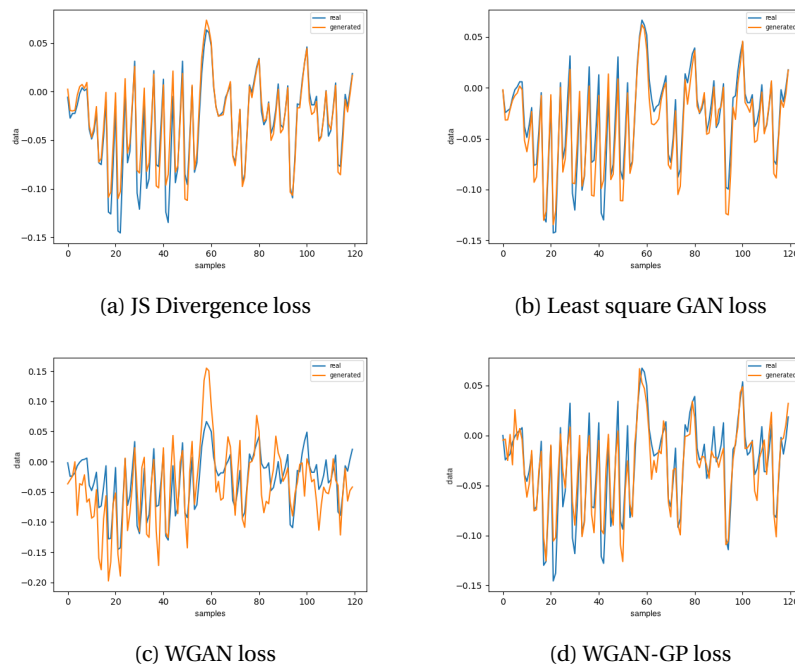 real
generated
0.05
0.00
−0.05
−0.10
−0.15
data
0 20 40 60 80 100 120
samples
(a) JS Divergence loss
real
generated
0.05
0.00
−0.05
−0.10
−0.15
data
0 20 40 60 80 100 120
samples
(b) Least square GAN loss
real
generated
0.15
0.10
0.05
0.00
−0.05
−0.10
−0.15
−0.20
data
0 20 40 60 80 100 120
samples
(c) WGAN loss
real
generated
0.05
0.00
−0.05
−0.10
−0.15
data
0 20 40 60 80 100 120
samples
(d) WGAN-GP loss